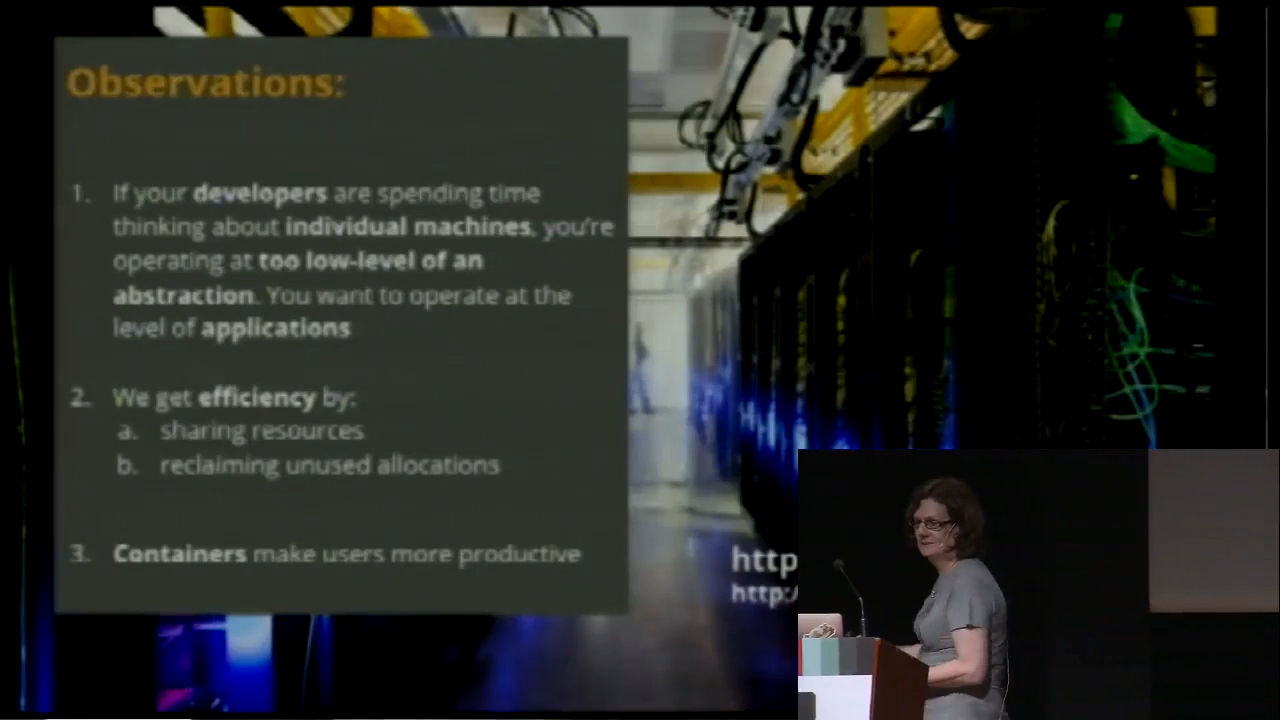 Observations:
1. If your developers are spending time
thinking about individual machines, you're
operating at too low-level of an
abstraction. You want to operate at the
level of applications
2. We get efficiency by:
a. sharing resources
b. reclaiming unused allocations
3. Containers make users more productive
http
http:/